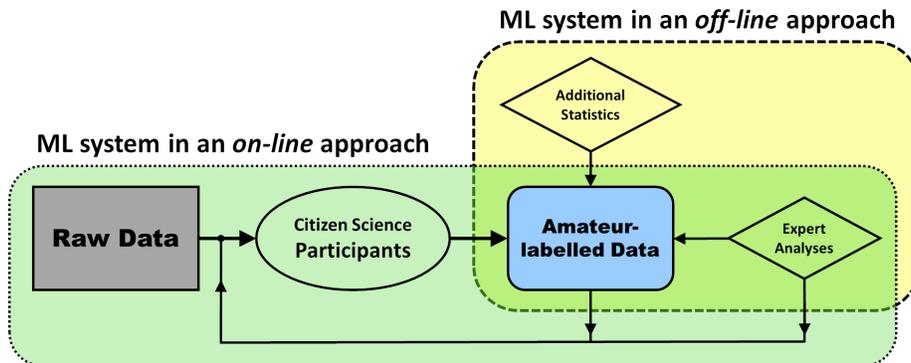 ML system in an off-line approach
Additional
Statistics
ML system in an on-line approach
Raw Data
Citizen Science
Participants
Amateur-
labelled Data
Expert
Analyses